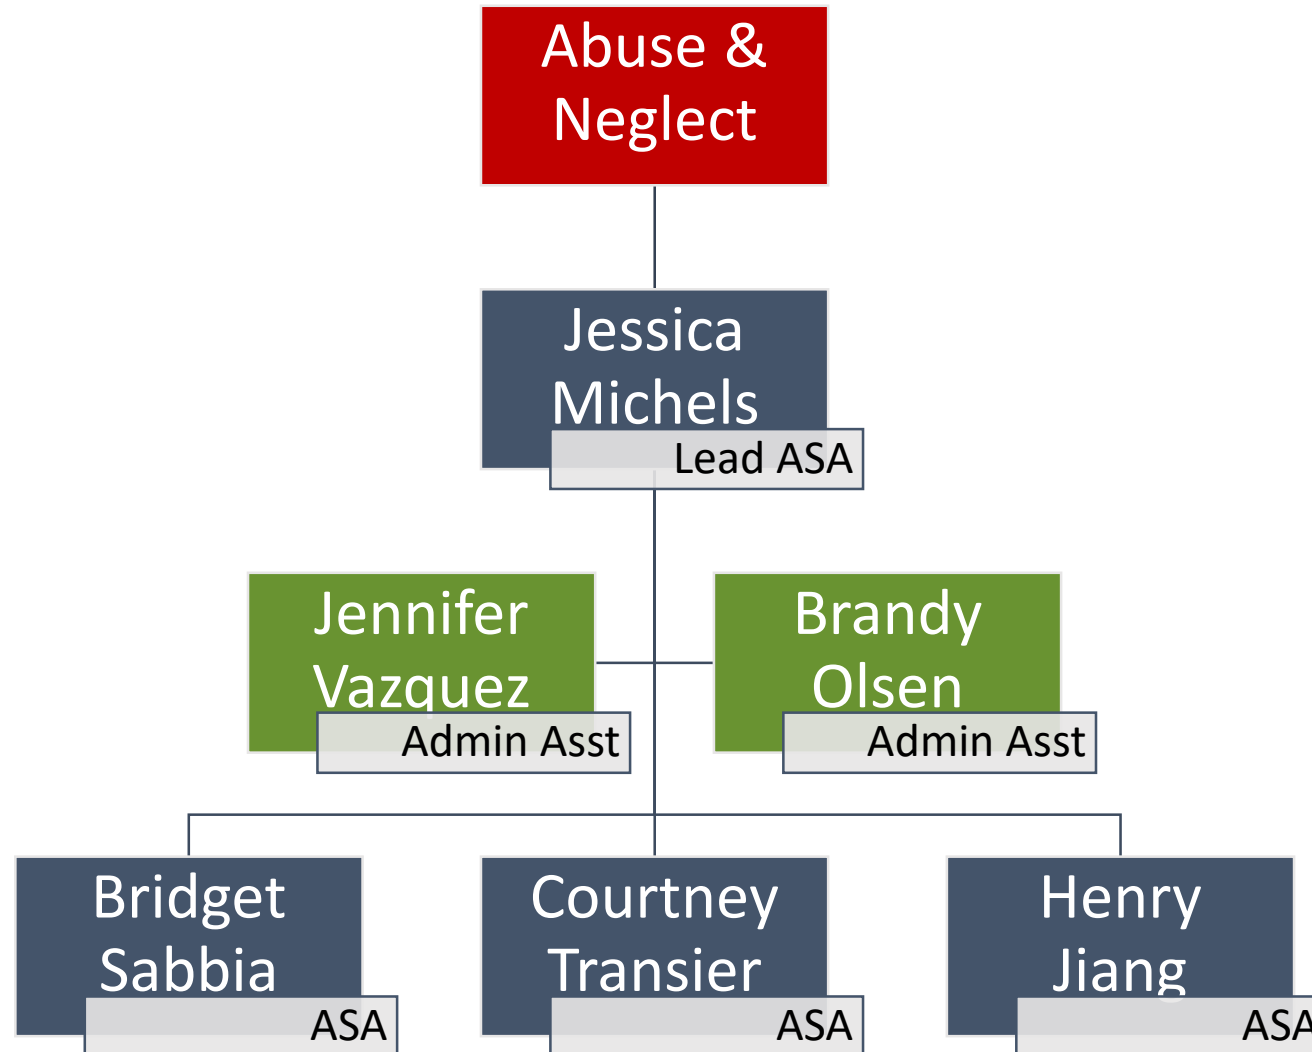 Abuse &
Neglect
Jessica
Michels
Lead ASA
Jennifer
Vazquez
Admin Asst
Brandy
Olsen
Admin Asst
Bridget
Sabbia
ASA
Courtney
Transier
ASA
Henry
Jiang
ASA